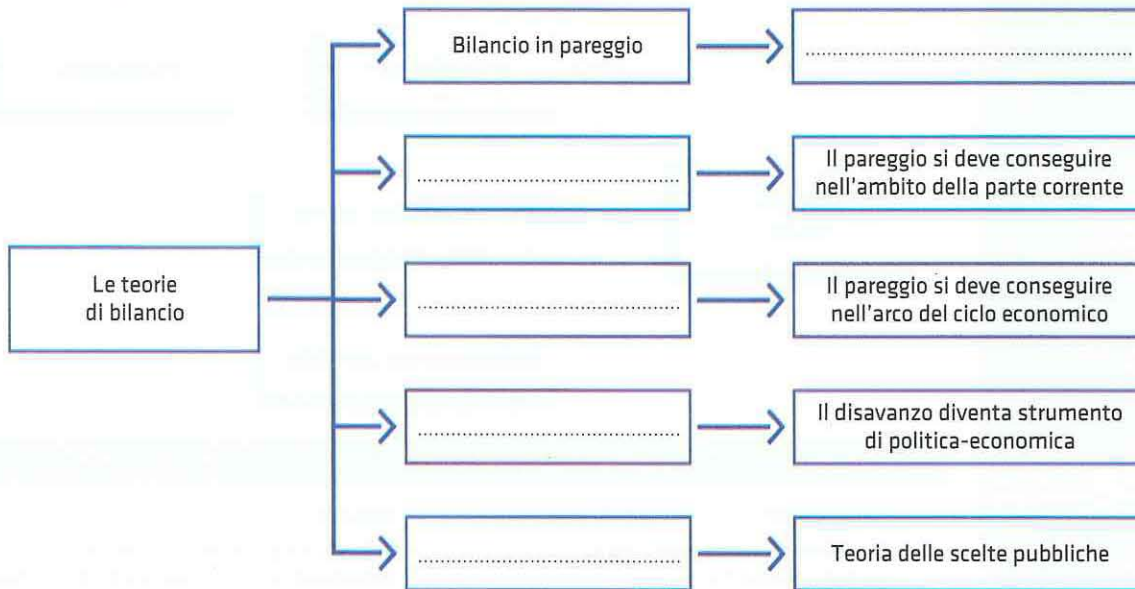 Bilancio in pareggio
..........................................................
Il pareggio si deve conseguire
nell'ambito della parte corrente
..........................................................
Le teorie
di bilancio
Il pareggio si deve conseguire
nell'arco del ciclo economico
..........................................................
Il disavanzo diventa strumento
di politica-economica
..........................................................
Teoria delle scelte pubbliche
..........................................................